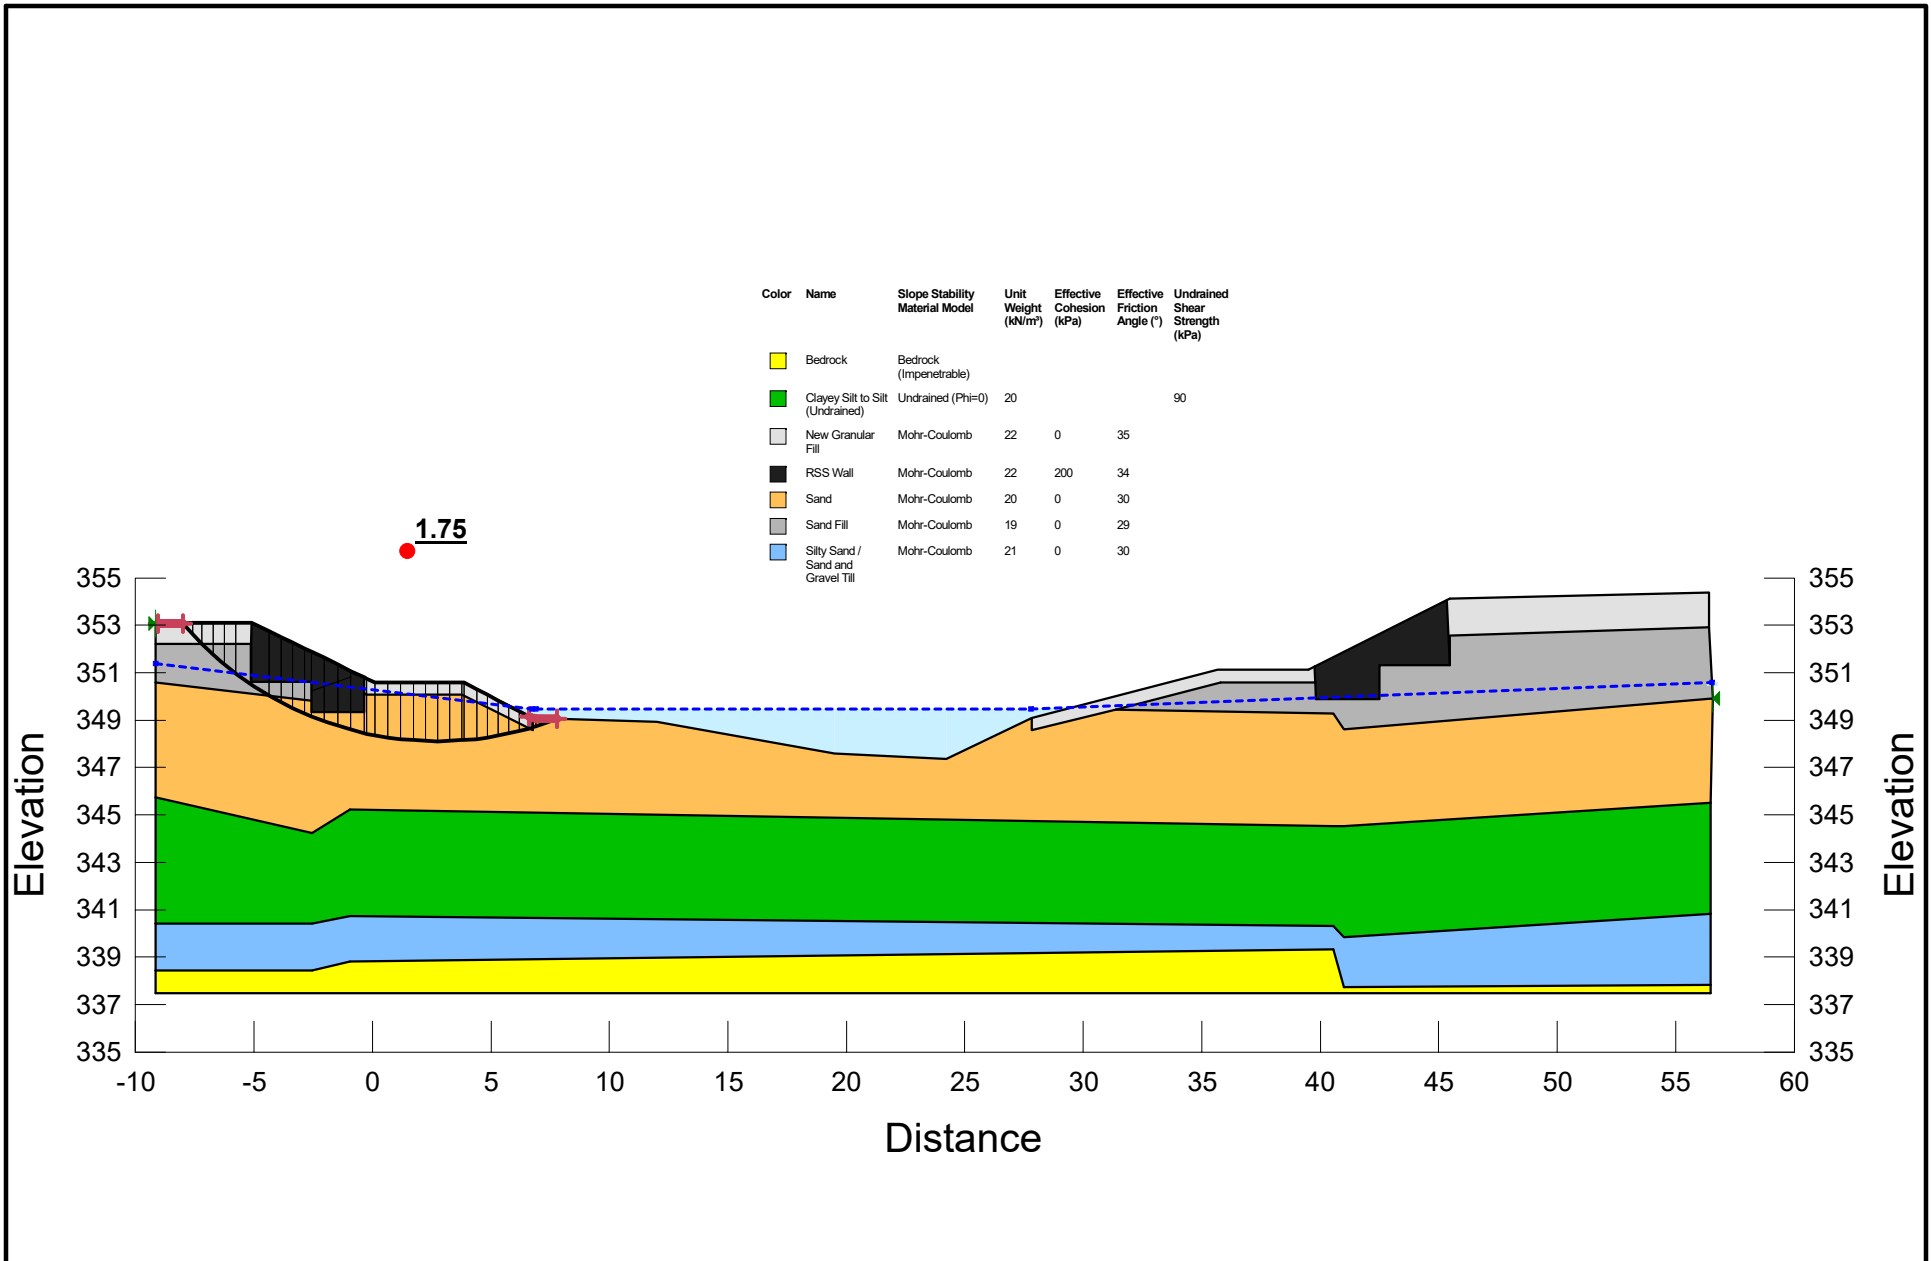 Color Name Slope Stability Unit Effective Effective Undrained
Material Model Weight Cohesion Friction Shear
(kN/m³) (kPa) Angle (°) Strength
(kPa)
Bedrock Bedrock
(Impenetrable)
Clayey Silt to Silt Undrained (Phi=0) 20 90
(Undrained)
New Granular Mohr-Coulomb 22 0 35
Fill
RSS Wall Mohr-Coulomb 22 200 34
Sand Mohr-Coulomb 20 0 30
Sand Fill Mohr-Coulomb 19 0 29
Silty Sand / Mohr-Coulomb 21 0 30
Sand and
Gravel Till
1.75
355 355
353 353
351 351
349 349
347 347
345 345
343 343
341 341
339 339
337 337
335 335
Elevation Elevation
-10 -5 0 5 10 15 20 25 30 35 40 45 50 55 60
Distance